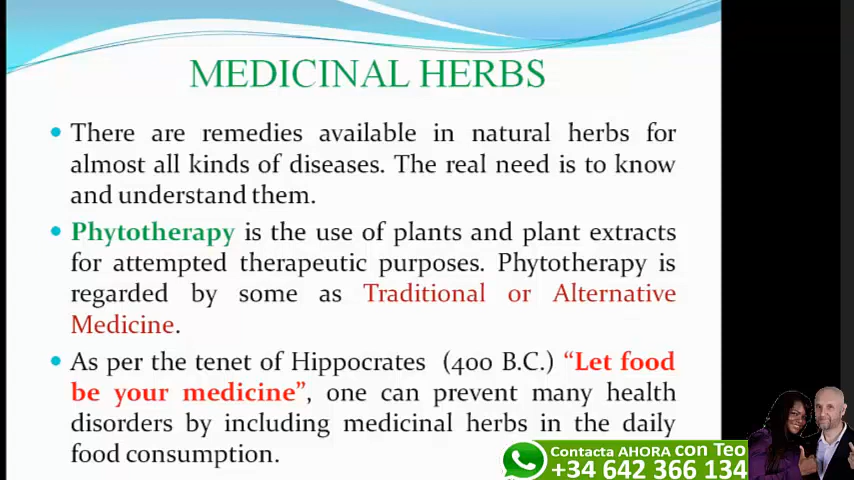 MEDICINAL HERBS
There are remedies available in natural herbs for
almost all kinds of diseases. The real need is to know
and understand them.
Phytotherapy is the use of plants and plant extracts
for attempted therapeutic purposes. Phytotherapy is
regarded by some as Traditional or Alternative
Medicine.
As per the tenet of Hippocrates (400 B.C.) “Let food
be your medicine”, one can prevent many health
disorders by including medicinal herbs in the daily
food consumption.
Contacta AHORA con Teo
+34 642 366 134